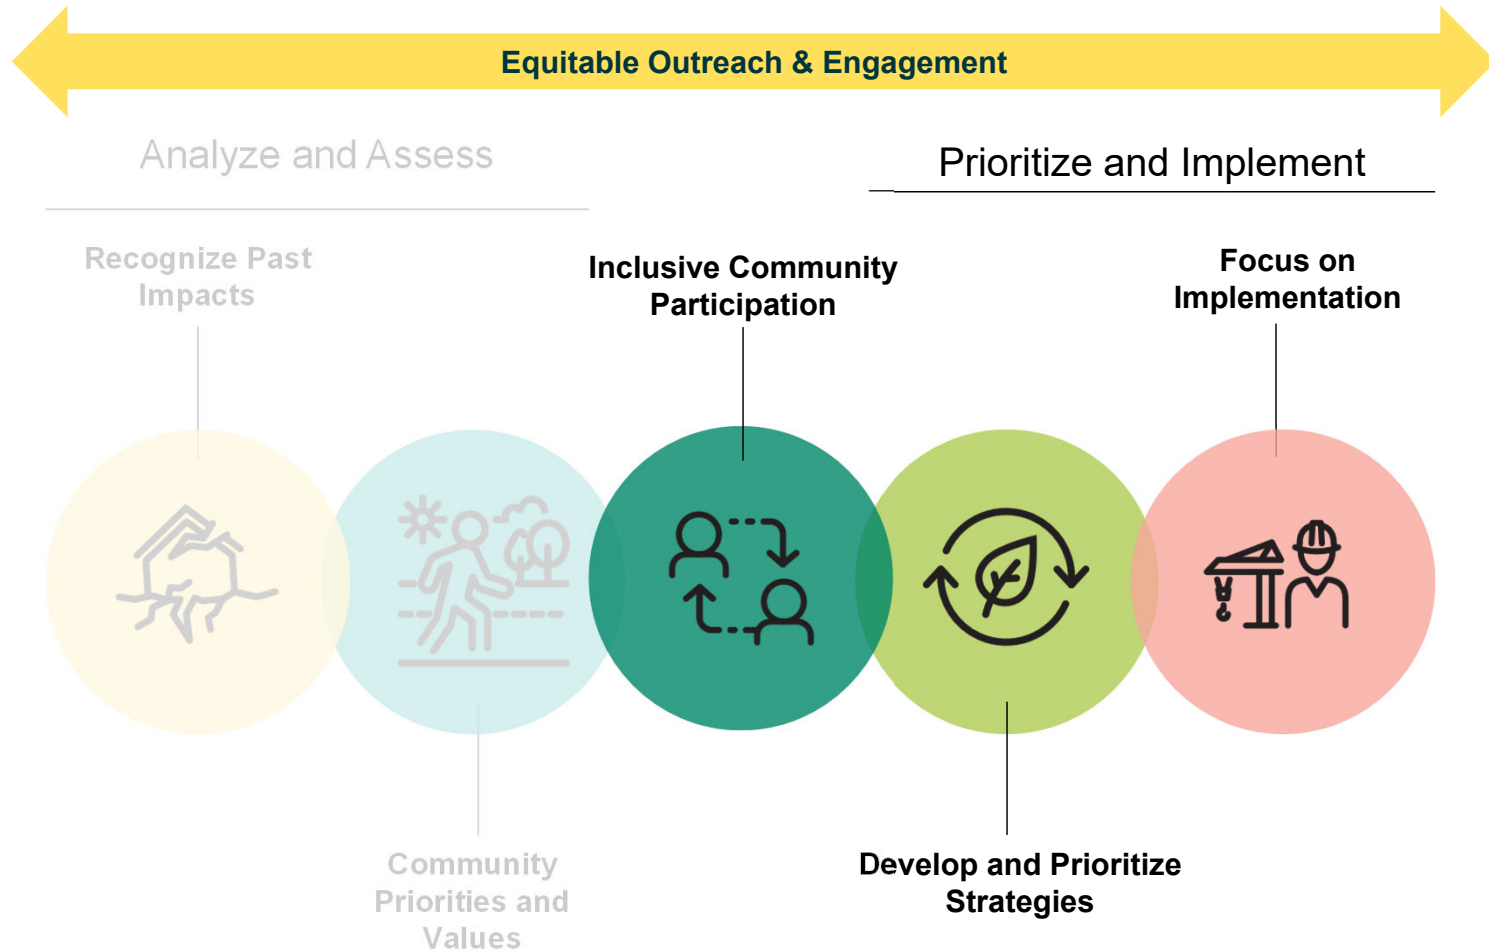 Equitable Outreach & Engagement
Analyze and Assess
Prioritize and Implement
Recognize Past
Impacts
Inclusive Community
Participation
Focus on
Implementation
Community
Priorities and
Values
Develop and Prioritize
Strategies